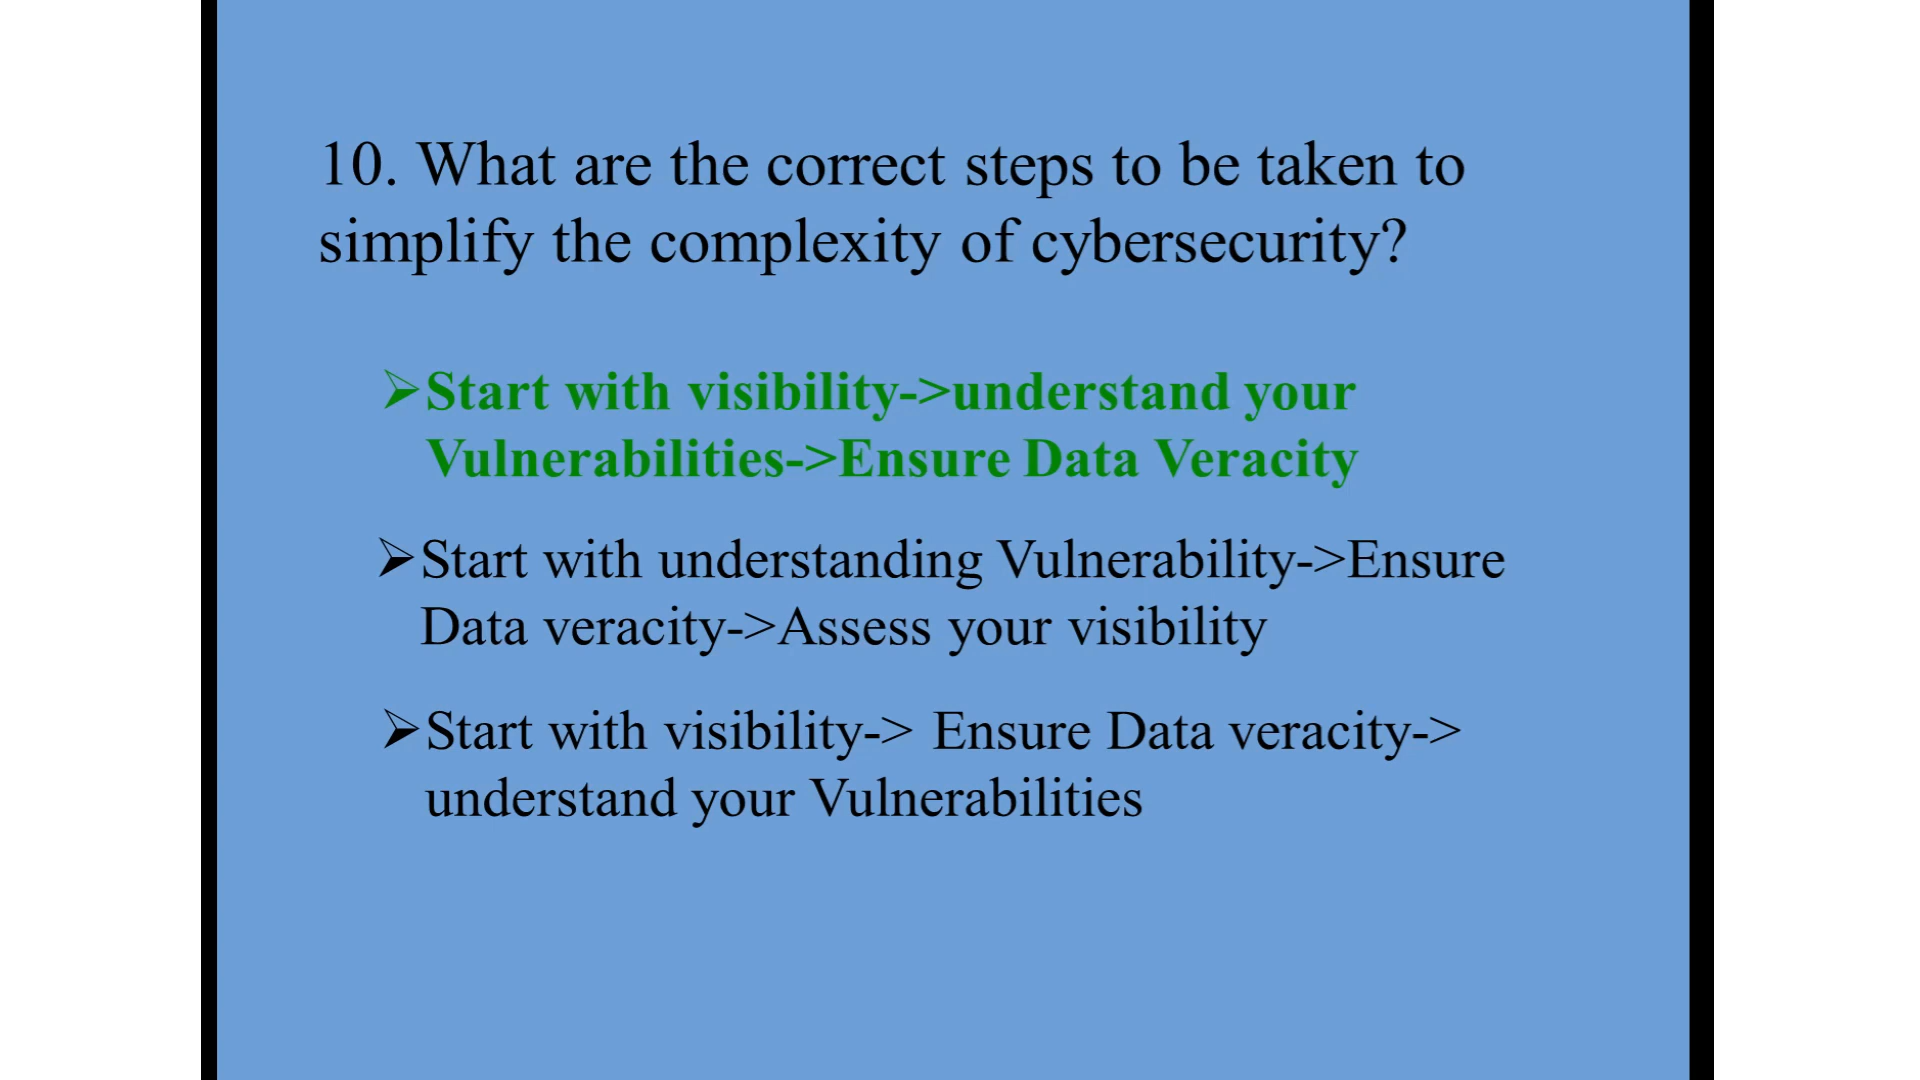 10. What are the correct steps to be taken to
simplify the complexity of cybersecurity?
➢Start with visibility->understand your
Vulnerabilities->Ensure Data Veracity
➢Start with understanding Vulnerability->Ensure
Data veracity->Assess your visibility
➢Start with visibility-> Ensure Data veracity->
understand your Vulnerabilities